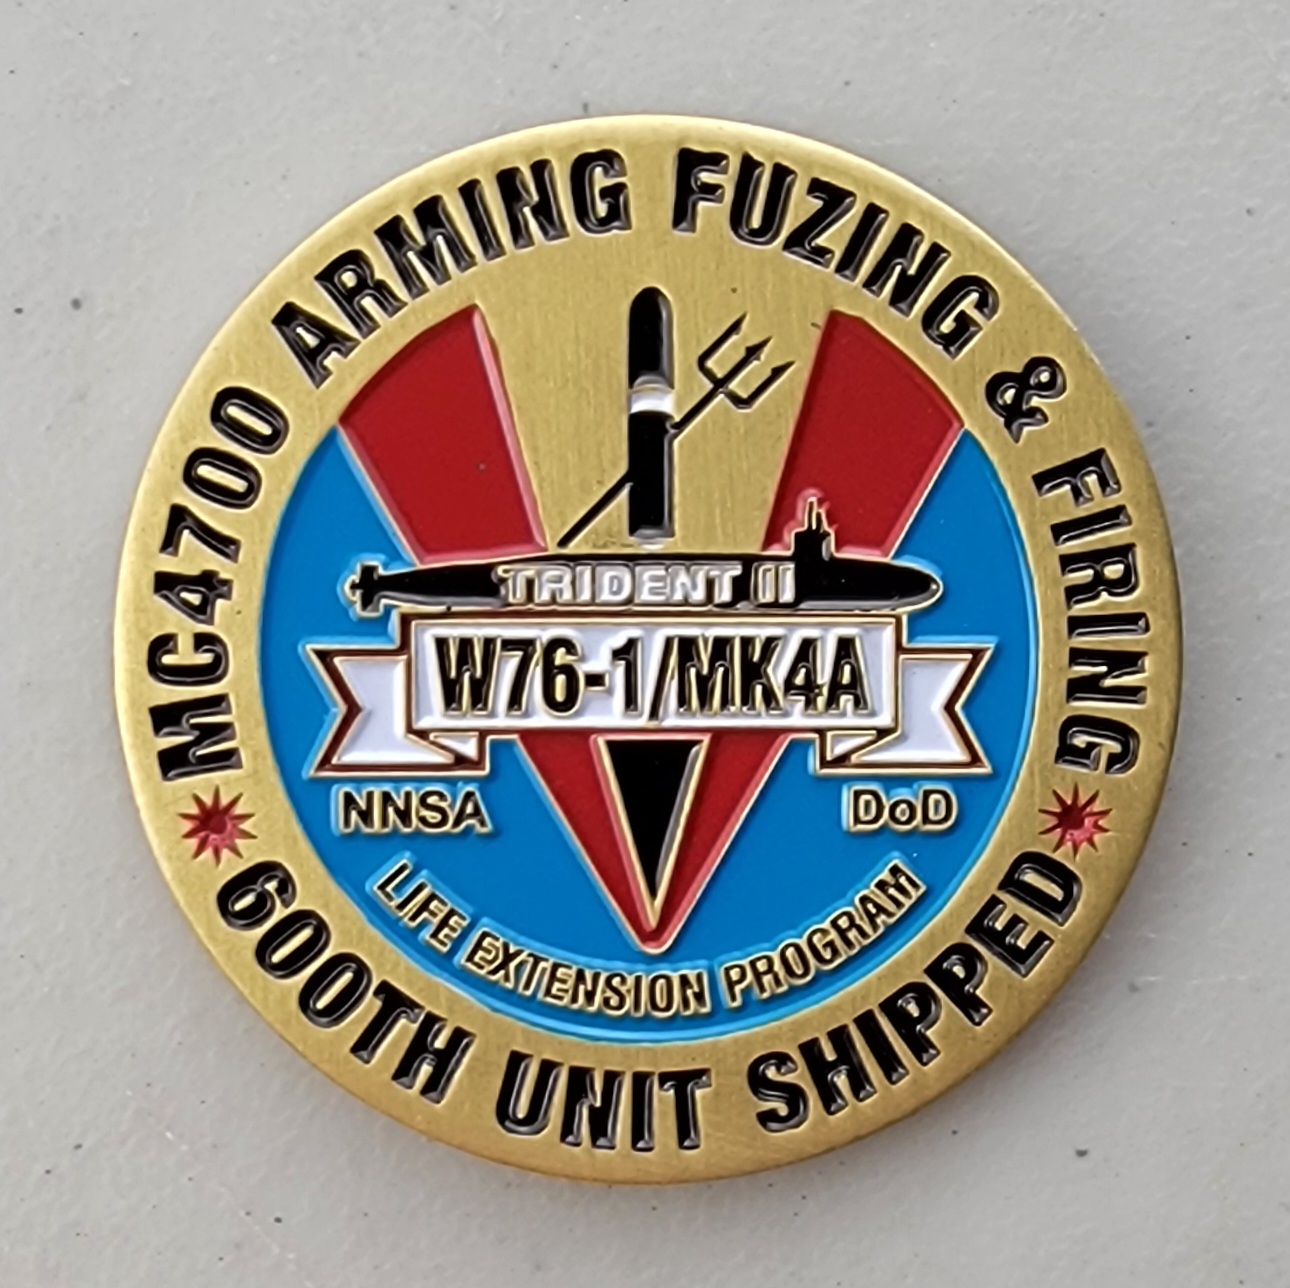 MC4700 ARMING FUZING & FIRING
TRIDENT II
W76-1/MK4A
NNSA
DoD
LIFE EXTENSION PROGRAM
600TH UNIT SHIPPED